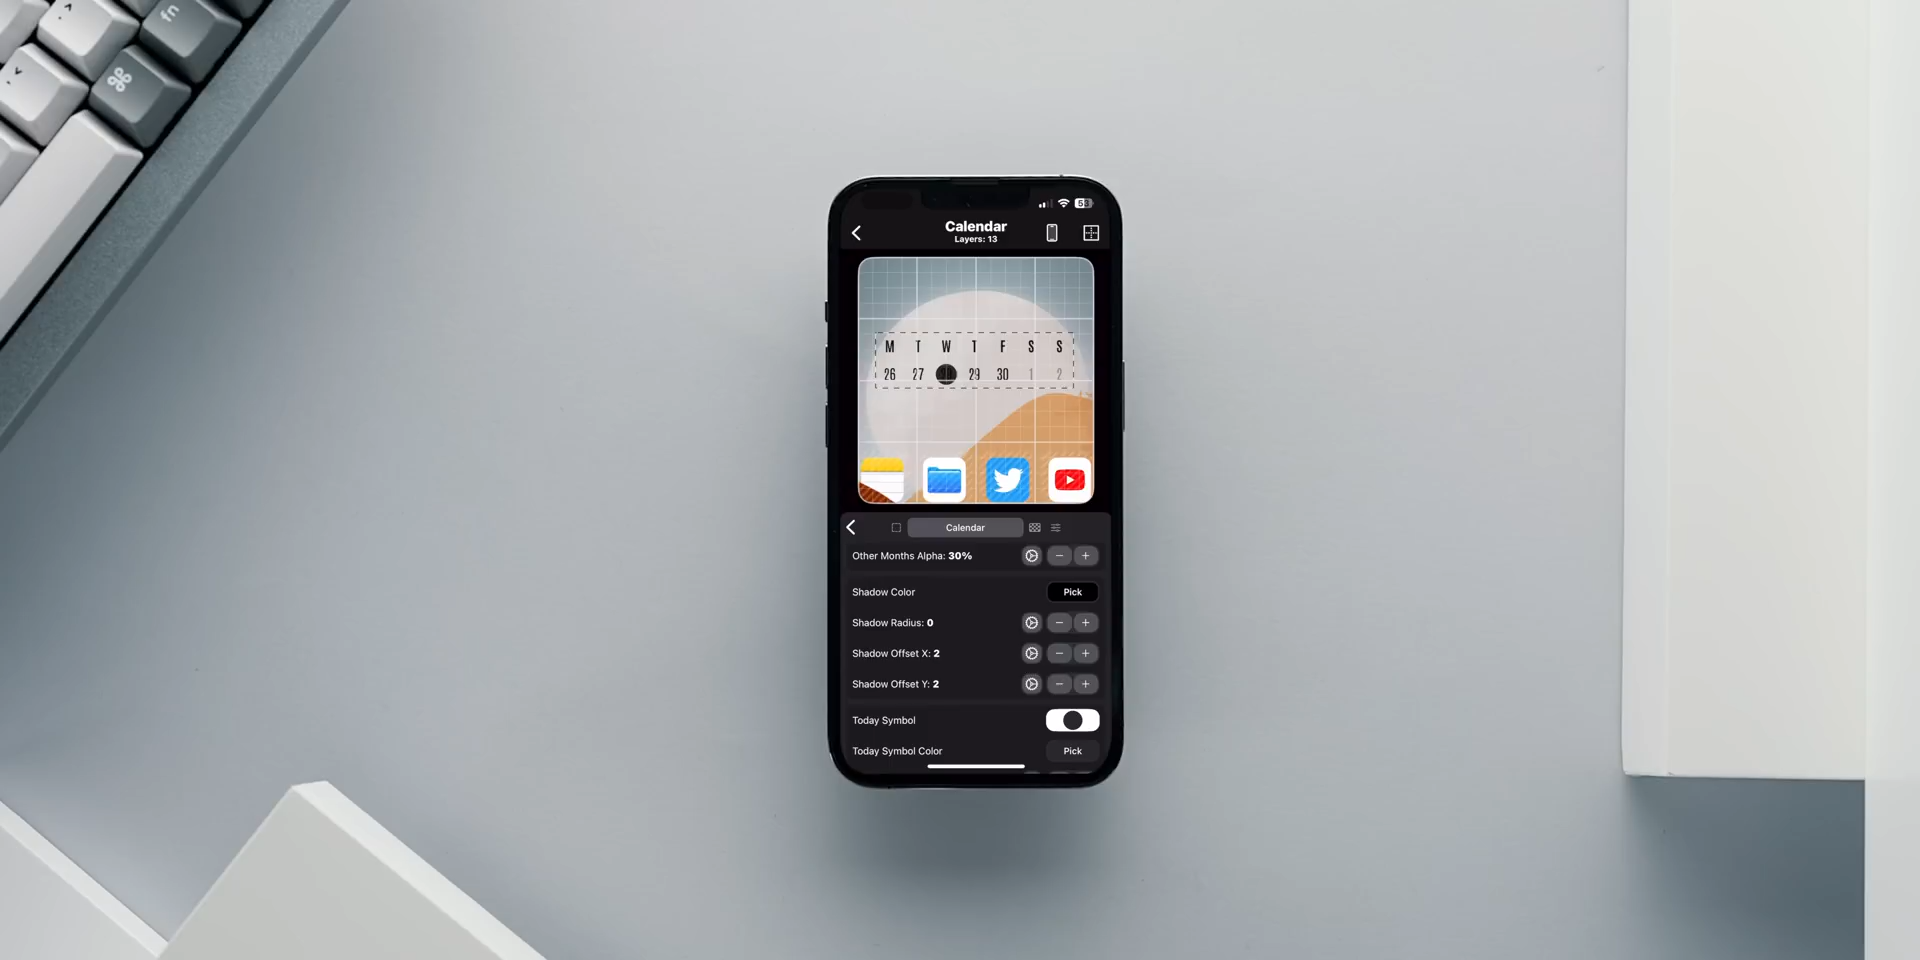 fn
⌘
53
Calendar
Layers: 13
M T W T F S S
26 27 29 30 1 2
Calendar
Other Months Alpha: 30%
Shadow Color Pick
Shadow Radius: 0
Shadow Offset X: 2
Shadow Offset Y: 2
Today Symbol
Today Symbol Color Pick